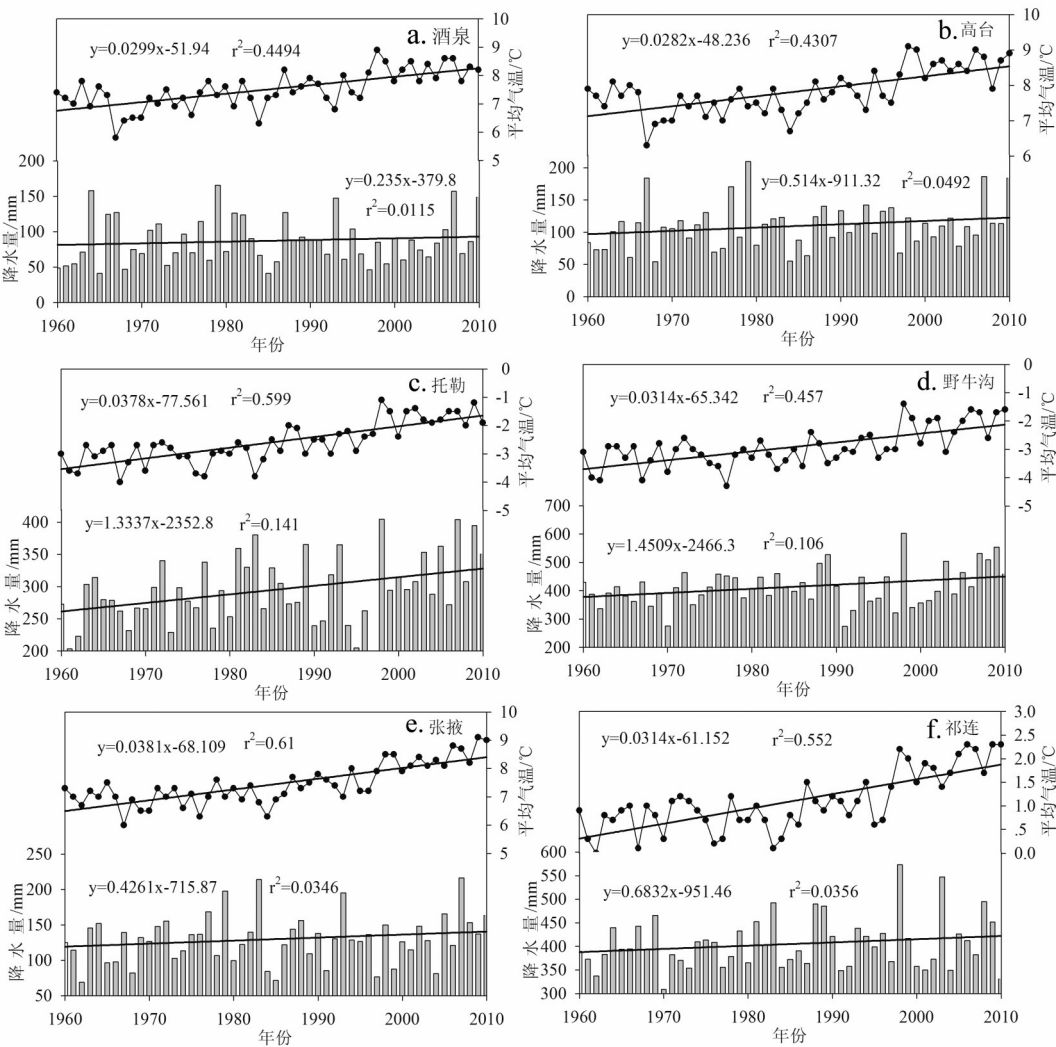 a. 酒泉
y=0.0299x-51.94 r²=0.4494
10
9
8
7
6
5
平均气温/℃
y=0.235x-379.8
r²=0.0115
200
150
100
50
0
降水量/mm
1960 1970 1980 1990 2000 2010
年份
b. 高台
y=0.0282x-48.236 r²=0.4307
10
9
8
7
6
平均气温/℃
y=0.514x-911.32 r²=0.0492
200
150
100
50
0
降水量/mm
1960 1970 1980 1990 2000 2010
年份
c. 托勒
y=0.0378x-77.561 r²=0.599
0
-1
-2
-3
-4
-5
平均气温/℃
y=1.3337x-2352.8 r²=0.141
400
350
300
250
200
降水量/mm
1960 1970 1980 1990 2000 2010
年份
d. 野牛沟
y=0.0314x-65.342 r²=0.457
0
-1
-2
-3
-4
-5
平均气温/℃
y=1.4509x-2466.3 r²=0.106
700
600
500
400
300
200
降水量/mm
1960 1970 1980 1990 2000 2010
年份
e. 张掖
y=0.0381x-68.109 r²=0.61
10
9
8
7
6
5
平均气温/℃
y=0.4261x-715.87 r²=0.0346
250
200
150
100
50
降水量/mm
1960 1970 1980 1990 2000 2010
年份
f. 祁连
y=0.0314x-61.152 r²=0.552
3.0
2.5
2.0
1.5
1.0
.5
0.0
平均气温/℃
y=0.6832x-951.46 r²=0.0356
600
550
500
450
400
350
300
降水量/mm
1960 1970 1980 1990 2000 2010
年份